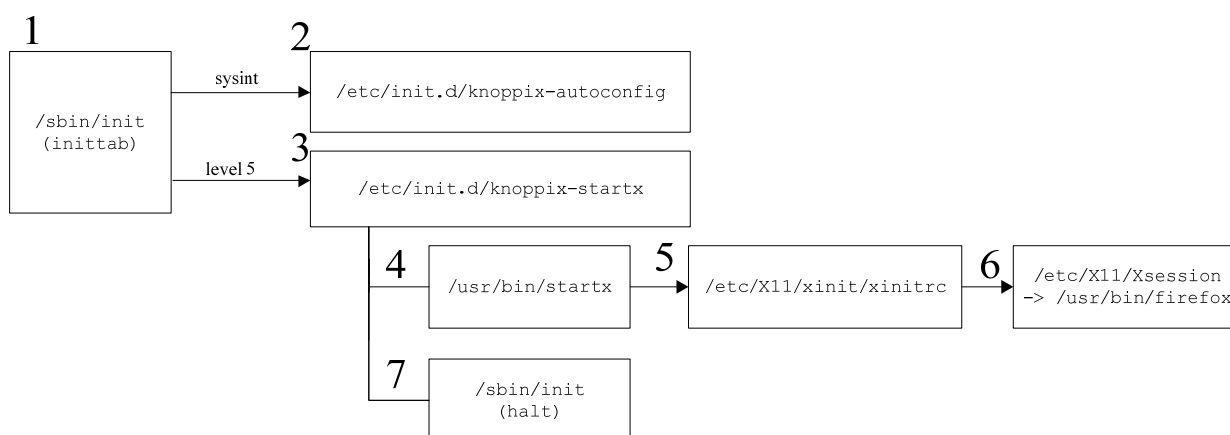 1
/sbin/init
(inittab)
sysint
2
/etc/init.d/knoppix-autoconfig
level 5
3
/etc/init.d/knoppix-startx
4
/usr/bin/startx
5
/etc/X11/xinit/xinitrc
6
/etc/X11/Xsession
-> /usr/bin/firefox
7
/sbin/init
(halt)